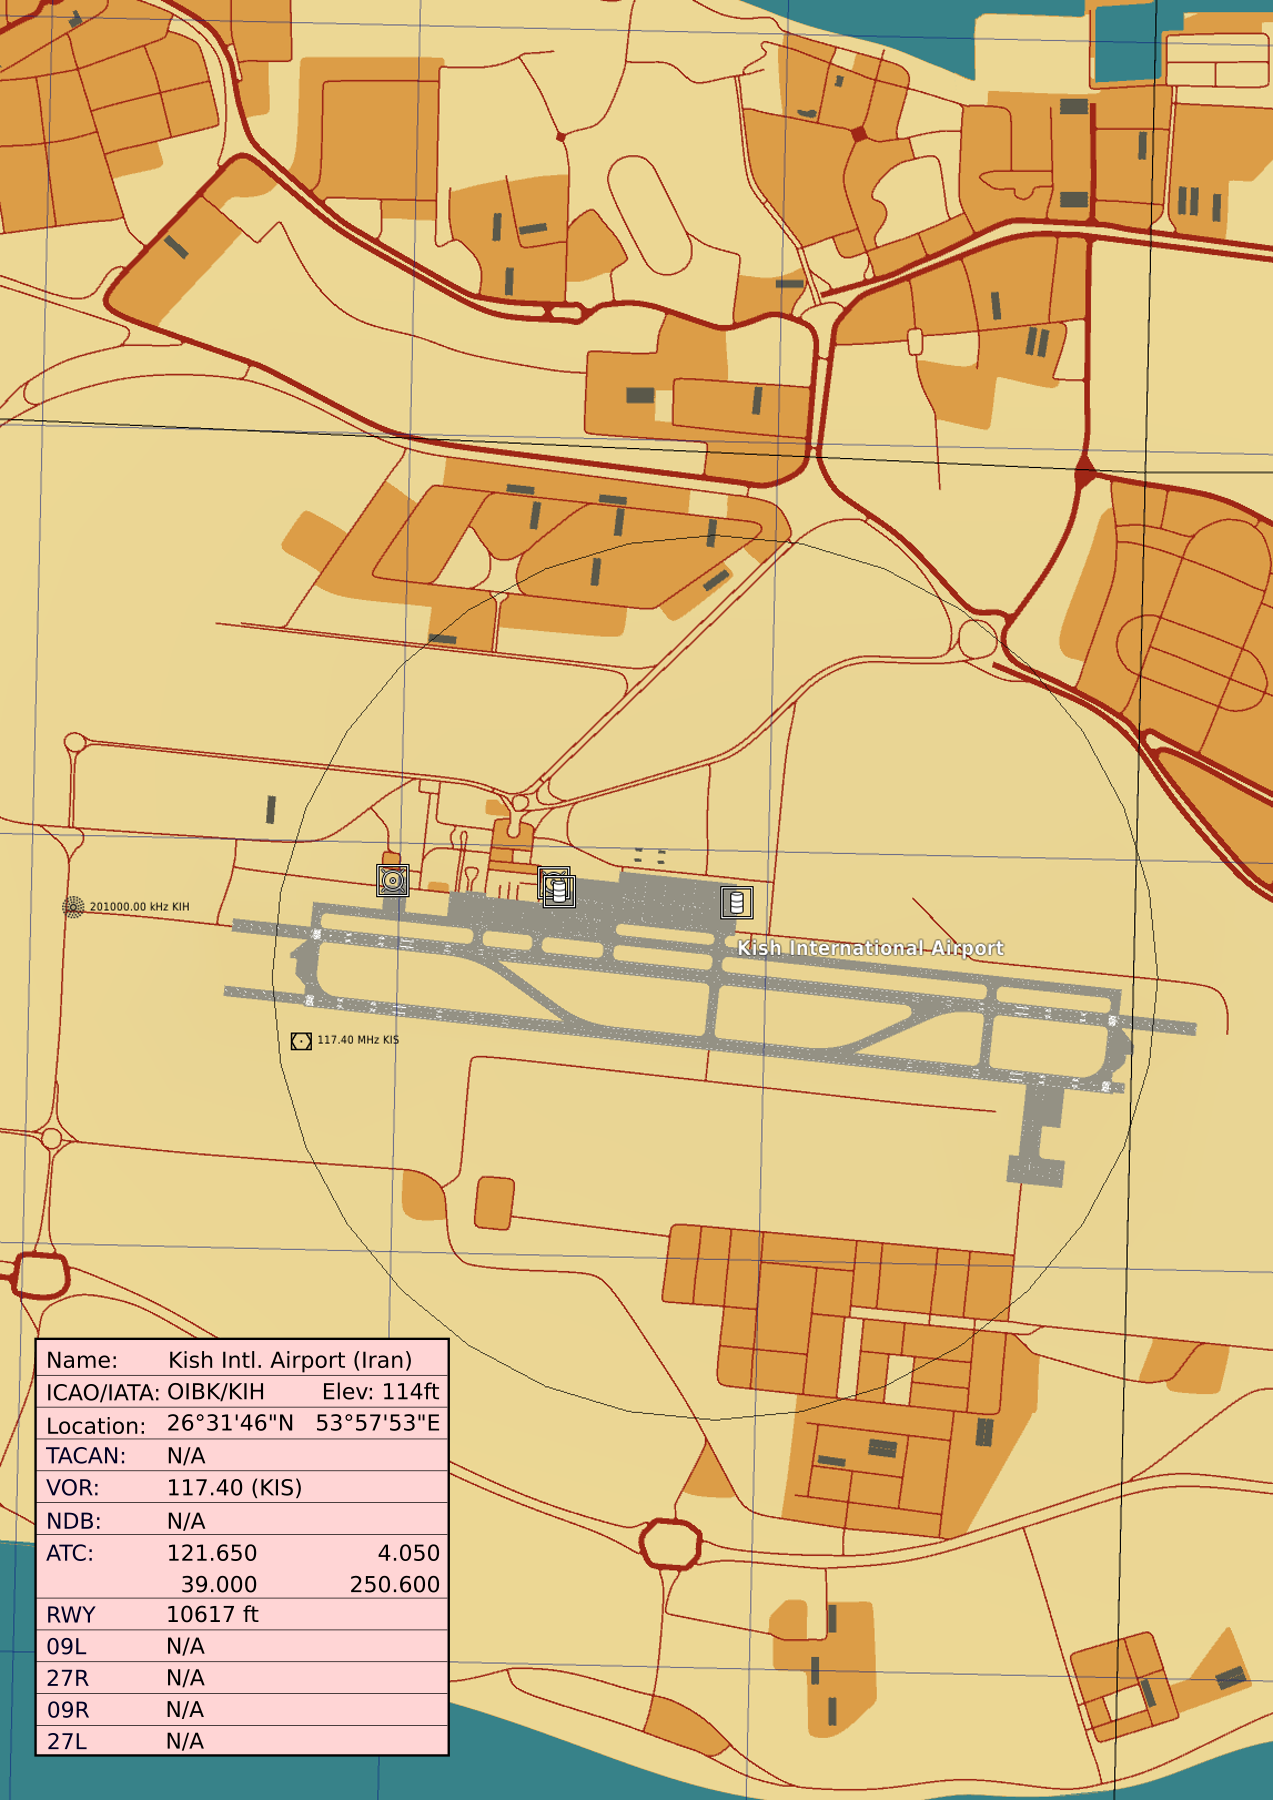 201000.00 kHz KIH
Kish International Airport
117.40 MHz KIS
Name: Kish Intl. Airport (Iran)
ICAO/IATA: OIBK/KIH Elev: 114ft
Location: 26°31'46"N 53°57'53"E
TACAN: N/A
VOR: 117.40 (KIS)
NDB: N/A
ATC: 121.650 4.050
39.000 250.600
RWY 10617 ft
09L N/A
27R N/A
09R N/A
27L N/A